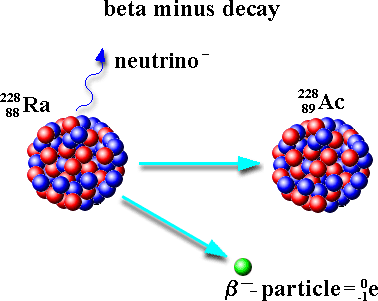 beta minus decay
neutrino⁻
²²⁸₈₈Ra
²²⁸₈₉Ac
β⁻-particle=⁰₋₁e